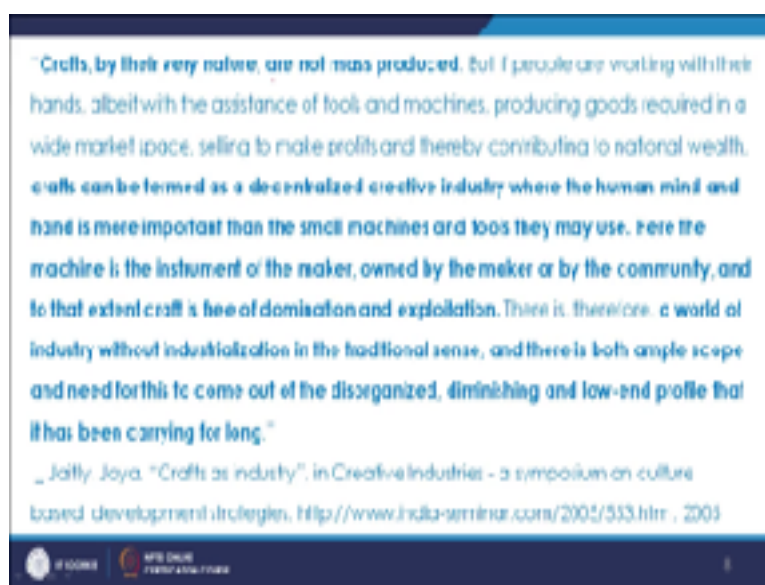 "Crafts, by their very nature, are not mass produced. But if people are working with their
hands, albeit with the assistance of tools and machines, producing goods required in a
wide market space, selling to make profits and thereby contributing to national wealth,
crafts can be termed as a decentralized creative industry where the human mind and
hand is more important than the small machines and tools they may use. Here the
machine is the instrument of the maker, owned by the maker or by the community, and
to that extent craft is free of domination and exploitation. There is, therefore, a world of
industry without industrialization in the traditional sense, and there is both ample scope
and need for this to come out of the disorganized, diminishing and low-end profile that
it has been carrying for long."
_ Jaitly Jaya, "Crafts as industry", in Creative Industries - a symposium on culture
based development strategies, http://www.india-seminar.com/2005/553.htm , 2005
NPTEL ONLINE
CERTIFICATION COURSE
8